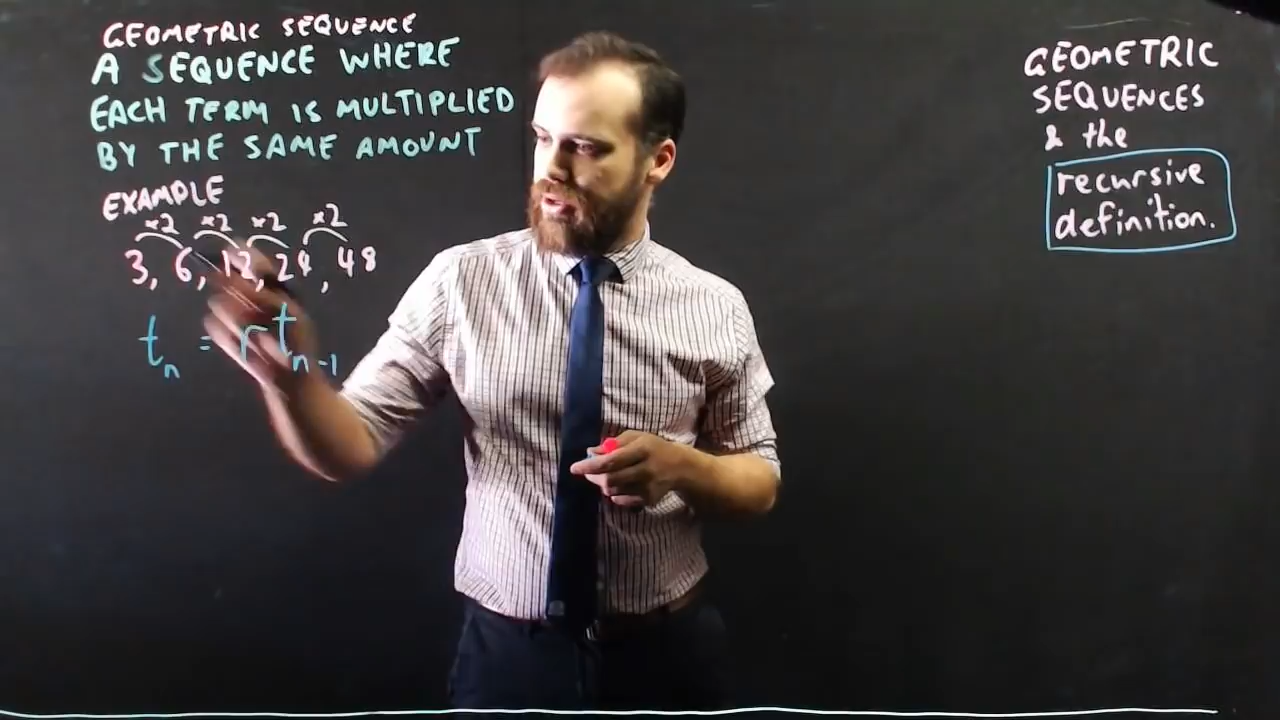 GEOMETRIC SEQUENCE
A SEQUENCE WHERE
EACH TERM IS MULTIPLIED
BY THE SAME AMOUNT
EXAMPLE
×2 ×2 ×2 ×2
3, 6, 12, 24, 48
tₙ = r tₙ₋₁
GEOMETRIC
SEQUENCES
& the
recursive
definition.